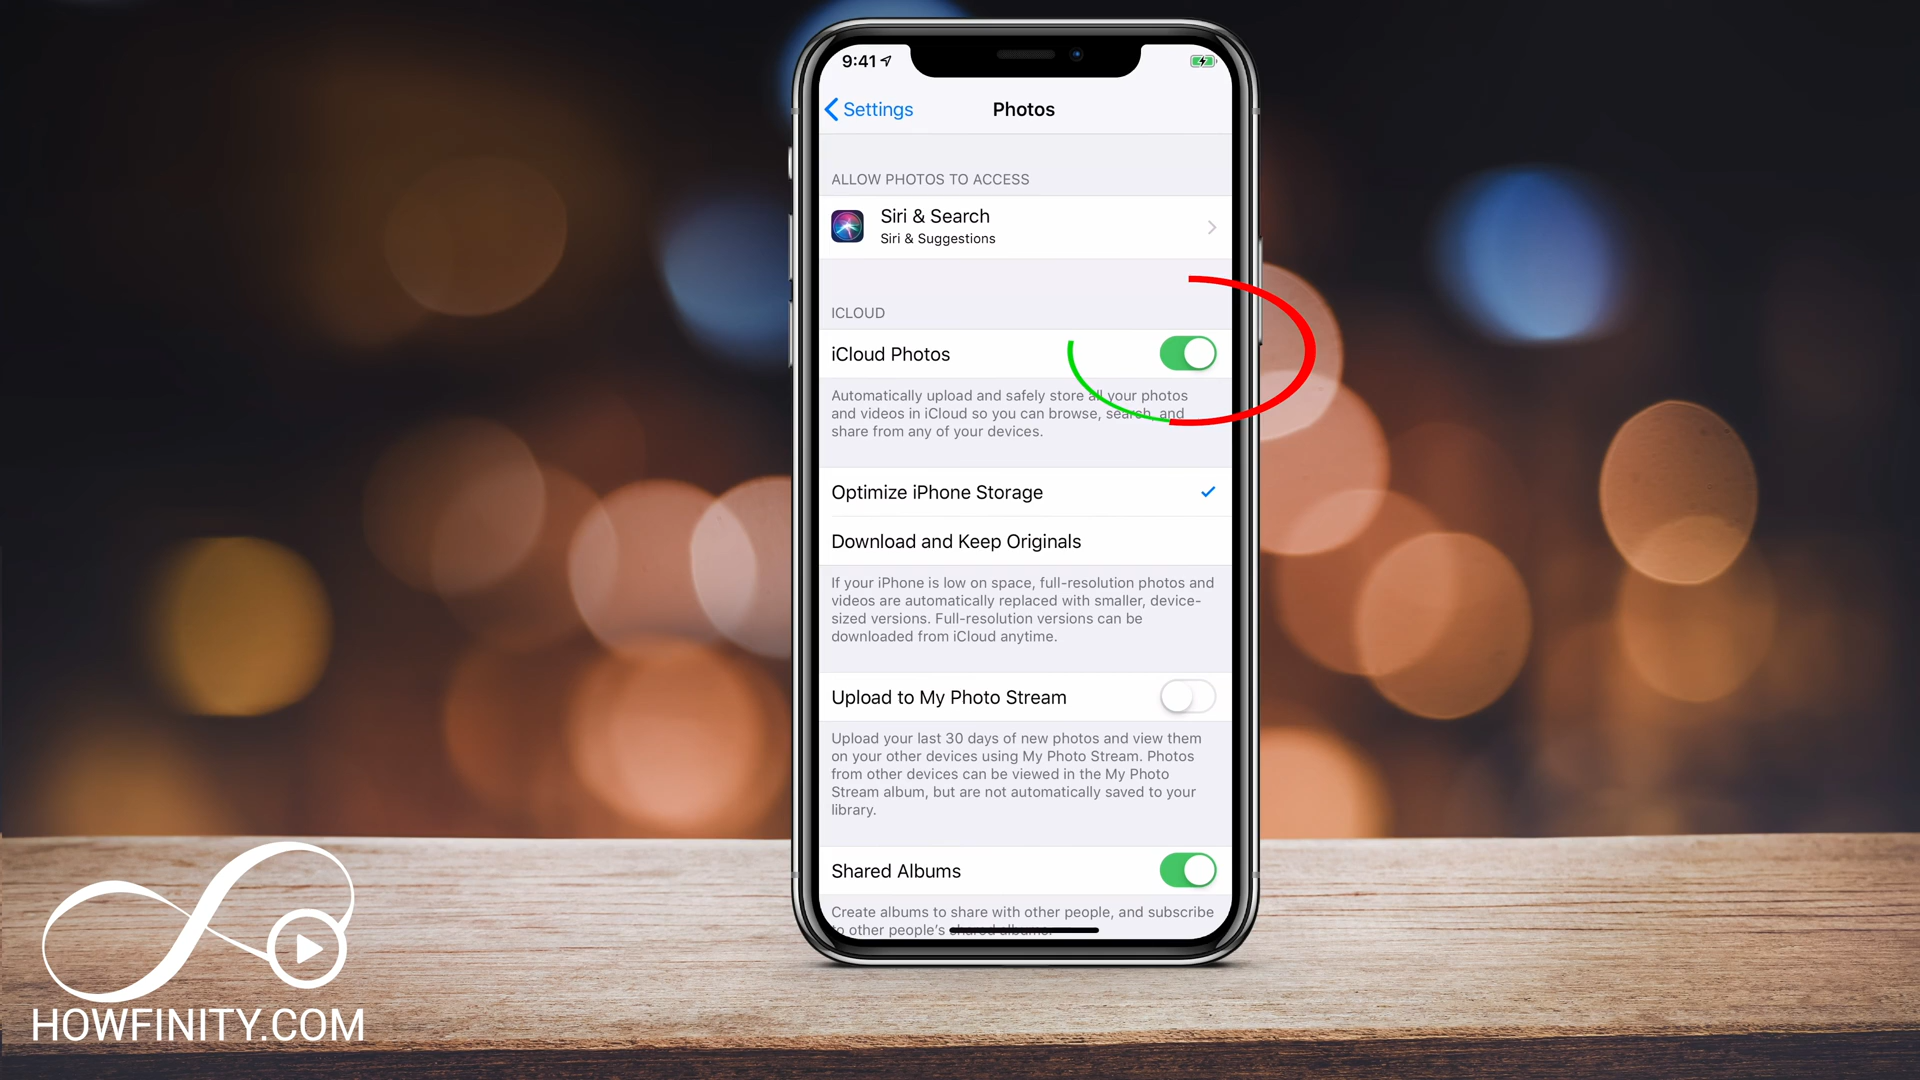 9:41
Settings
Photos
ALLOW PHOTOS TO ACCESS
Siri & Search
Siri & Suggestions
ICLOUD
iCloud Photos
Automatically upload and safely store all your photos
and videos in iCloud so you can browse, search, and
share from any of your devices.
Optimize iPhone Storage
Download and Keep Originals
If your iPhone is low on space, full-resolution photos and
videos are automatically replaced with smaller, device-
sized versions. Full-resolution versions can be
downloaded from iCloud anytime.
Upload to My Photo Stream
Upload your last 30 days of new photos and view them
on your other devices using My Photo Stream. Photos
from other devices can be viewed in the My Photo
Stream album, but are not automatically saved to your
library.
Shared Albums
Create albums to share with other people, and subscribe
to other people's shared albums.
HOWFINITY.COM